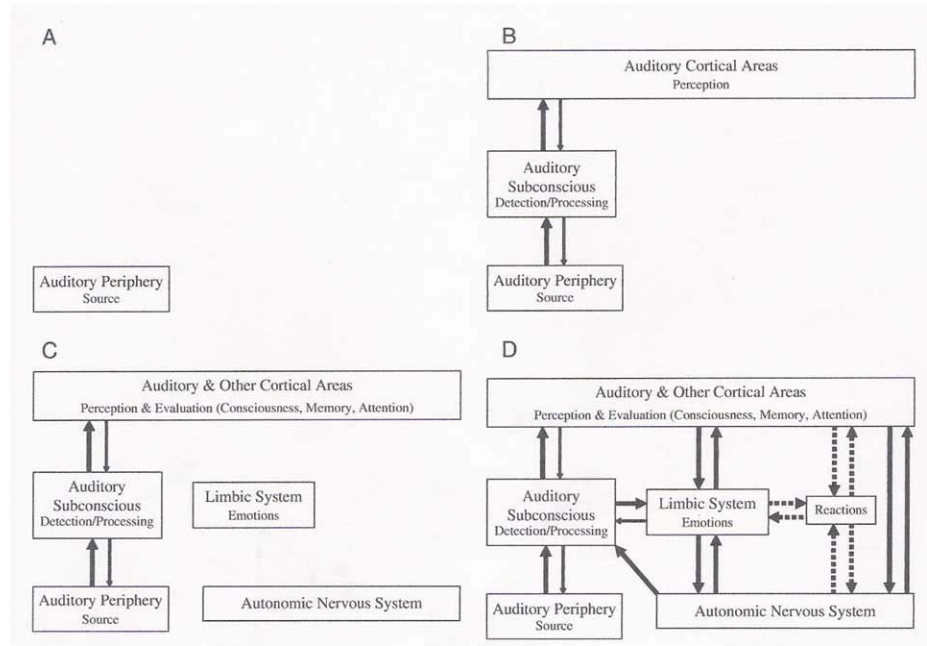 A
Auditory Periphery
Source
B
Auditory Cortical Areas
Perception
Auditory
Subconscious
Detection/Processing
Auditory Periphery
Source
C
Auditory & Other Cortical Areas
Perception & Evaluation (Consciousness, Memory, Attention)
Auditory
Subconscious
Detection/Processing
Limbic System
Emotions
Auditory Periphery
Source
Autonomic Nervous System
D
Auditory & Other Cortical Areas
Perception & Evaluation (Consciousness, Memory, Attention)
Auditory
Subconscious
Detection/Processing
Limbic System
Emotions
Reactions
Auditory Periphery
Source
Autonomic Nervous System